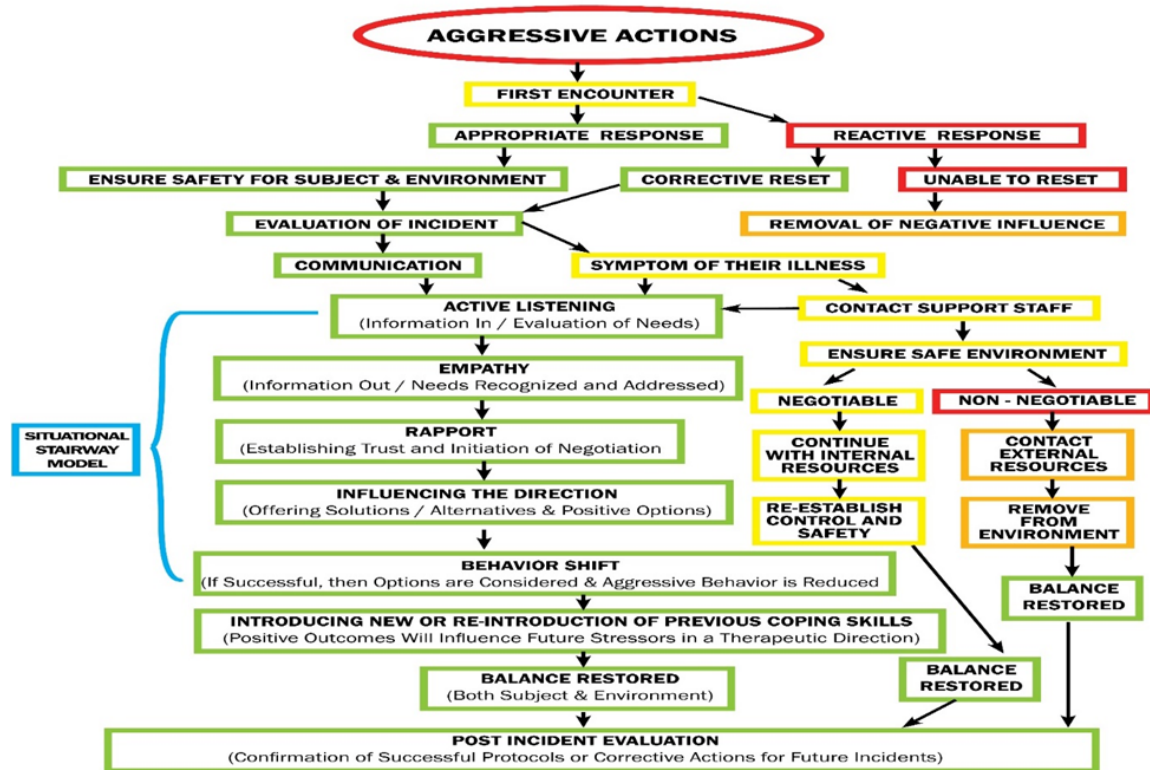 AGGRESSIVE ACTIONS
FIRST ENCOUNTER
APPROPRIATE RESPONSE
REACTIVE RESPONSE
ENSURE SAFETY FOR SUBJECT & ENVIRONMENT
CORRECTIVE RESET
UNABLE TO RESET
EVALUATION OF INCIDENT
REMOVAL OF NEGATIVE INFLUENCE
COMMUNICATION
SYMPTOM OF THEIR ILLNESS
ACTIVE LISTENING
(Information In / Evaluation of Needs)
CONTACT SUPPORT STAFF
ENSURE SAFE ENVIRONMENT
EMPATHY
(Information Out / Needs Recognized and Addressed)
NEGOTIABLE
NON - NEGOTIABLE
SITUATIONAL
STAIRWAY
MODEL
RAPPORT
(Establishing Trust and Initiation of Negotiation
CONTINUE
WITH INTERNAL
RESOURCES
CONTACT
EXTERNAL
RESOURCES
INFLUENCING THE DIRECTION
(Offering Solutions / Alternatives & Positive Options)
RE-ESTABLISH
CONTROL AND
SAFETY
REMOVE
FROM
ENVIRONMENT
BEHAVIOR SHIFT
(If Successful, then Options are Considered & Aggressive Behavior is Reduced
BALANCE
RESTORED
INTRODUCING NEW OR RE-INTRODUCTION OF PREVIOUS COPING SKILLS
(Positive Outcomes Will Influence Future Stressors in a Therapeutic Direction)
BALANCE RESTORED
(Both Subject & Environment)
BALANCE
RESTORED
POST INCIDENT EVALUATION
(Confirmation of Successful Protocols or Corrective Actions for Future Incidents)